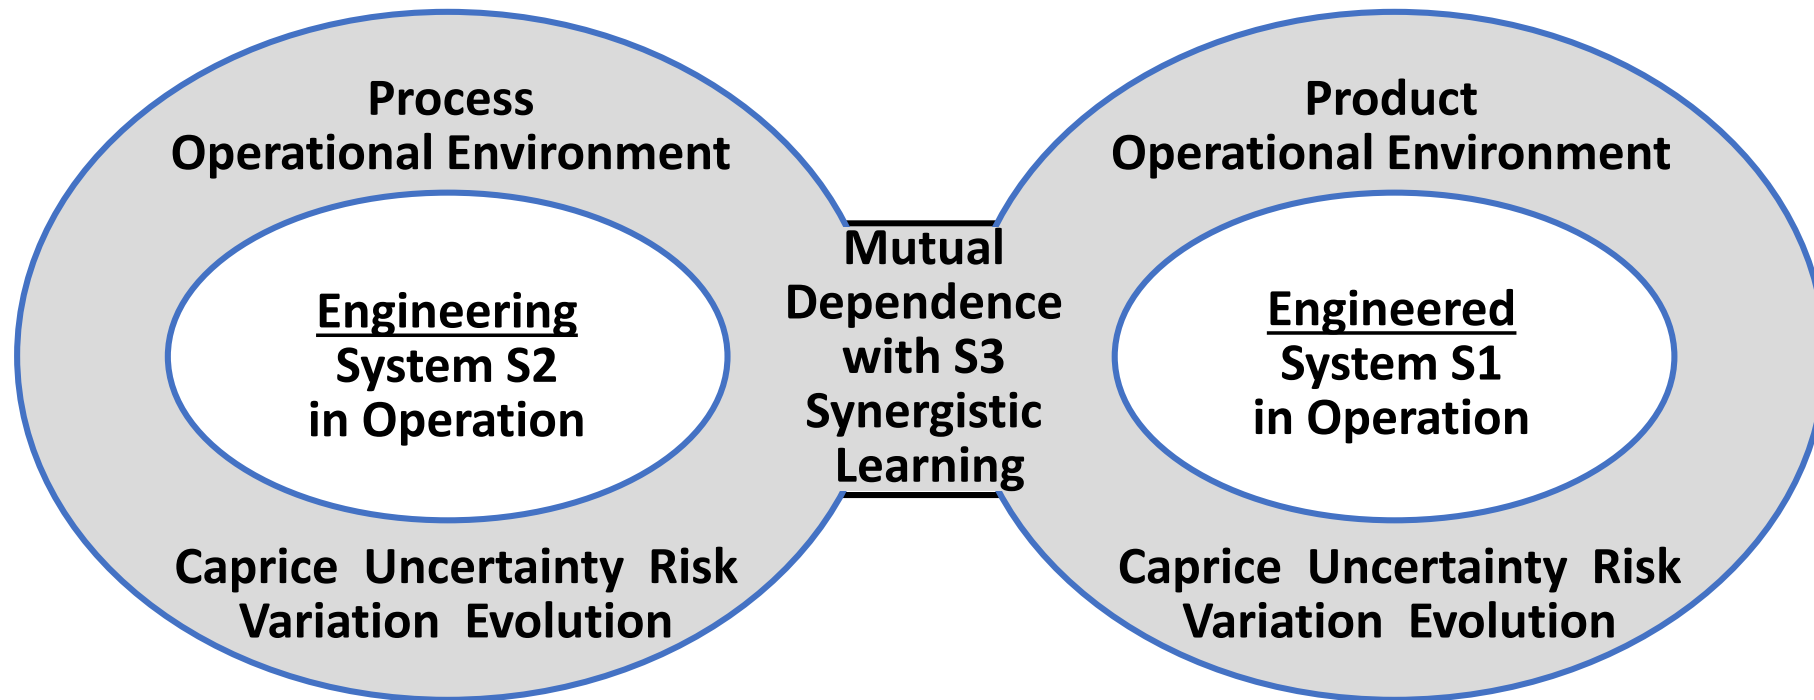 Process
Operational Environment
Engineering
System S2
in Operation
Caprice  Uncertainty  Risk
Variation  Evolution
Mutual
Dependence
with S3
Synergistic
Learning
Product
Operational Environment
Engineered
System S1
in Operation
Caprice  Uncertainty  Risk
Variation  Evolution